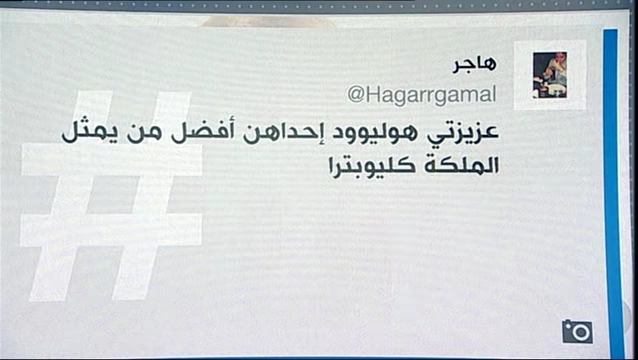 هاجر
@Hagarrgamal
عزيزتي هوليوود إحداهن أفضل من يمثل
الملكة كليوبترا
#